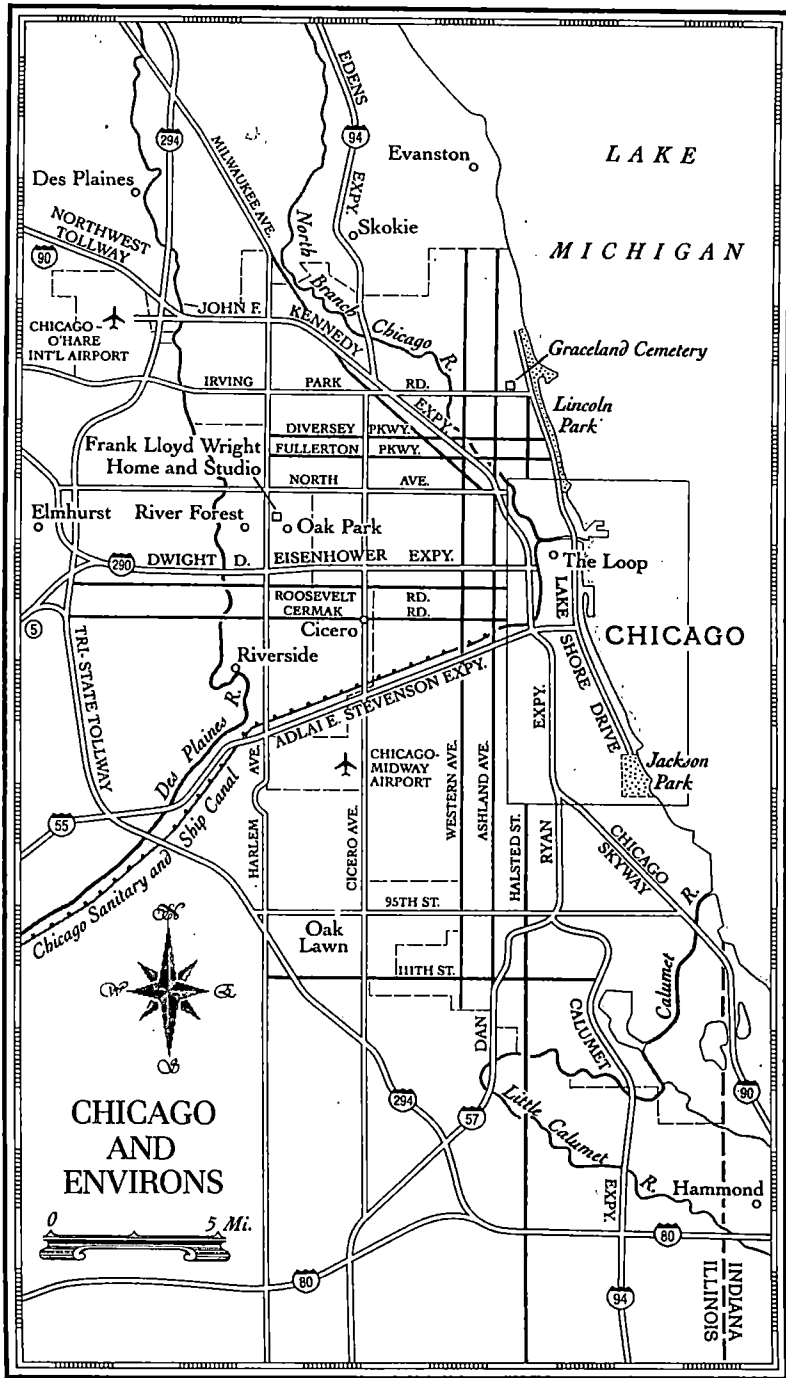 LAKE
MICHIGAN
EDENS
EXPY.
94
294
MILWAUKEE AVE.
Evanston
Des Plaines
Skokie
NORTHWEST
TOLLWAY
90
North Branch Chicago R.
JOHN F.
KENNEDY
EXPY.
CHICAGO-
O'HARE
INT'L AIRPORT
Graceland Cemetery
IRVING PARK RD.
Lincoln
Park
DIVERSEY PKWY.
FULLERTON PKWY.
Frank Lloyd Wright
Home and Studio
NORTH AVE.
Elmhurst
River Forest
Oak Park
The Loop
290
DWIGHT D. EISENHOWER EXPY.
ROOSEVELT RD.
CERMAK RD.
Cicero
5
CHICAGO
LAKE
SHORE
DRIVE
Riverside
TRI-STATE TOLLWAY
ADLAI E. STEVENSON EXPY.
Des Plaines R.
EXPY.
CHICAGO-
MIDWAY
AIRPORT
Jackson
Park
WESTERN AVE.
ASHLAND AVE.
HALSTED ST.
RYAN
HARLEM AVE.
CICERO AVE.
55
Chicago Sanitary and Ship Canal
CHICAGO
SKYWAY
95TH ST.
Oak
Lawn
111TH ST.
Calumet R.
N
W E
S
DAN
CALUMET
EXPY.
90
294
57
Little Calumet R.
CHICAGO
AND
ENVIRONS
Hammond
0 5 Mi.
80
80
94
INDIANA
ILLINOIS